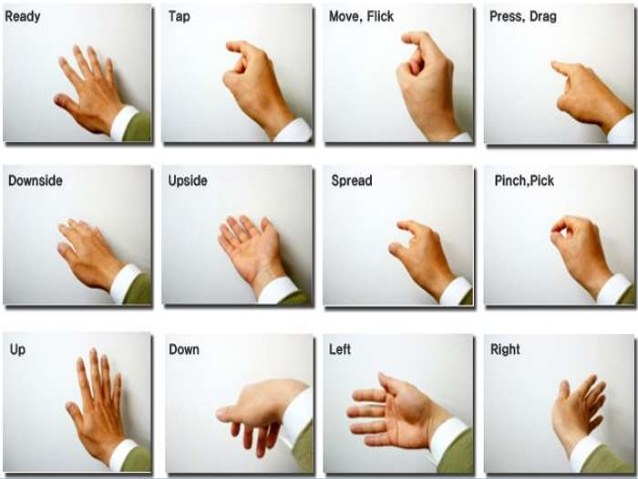 Ready
Tap
Move, Flick
Press, Drag
Downside
Upside
Spread
Pinch,Pick
Up
Down
Left
Right